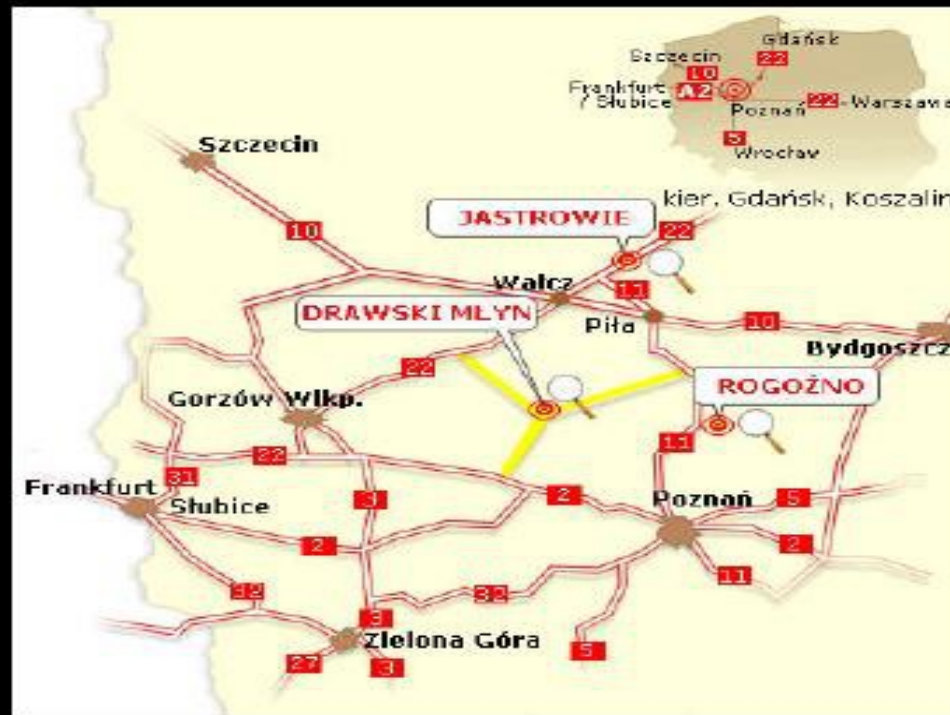 Gdańsk
22
Szczecin
10
Frankfurt
/ Słubice
A2
Poznań
22
-Warszawa
5
Wrocław
Szczecin
kier. Gdańsk, Koszalin
JASTROWIE
22
10
Wałcz
11
DRAWSKI MŁYN
Piła
10
Bydgoszcz
22
ROGOŹNO
Gorzów Wlkp.
11
22
31
Frankfurt
3
2
Poznań
5
Słubice
2
2
11
32
32
3
Zielona Góra
5
27
3